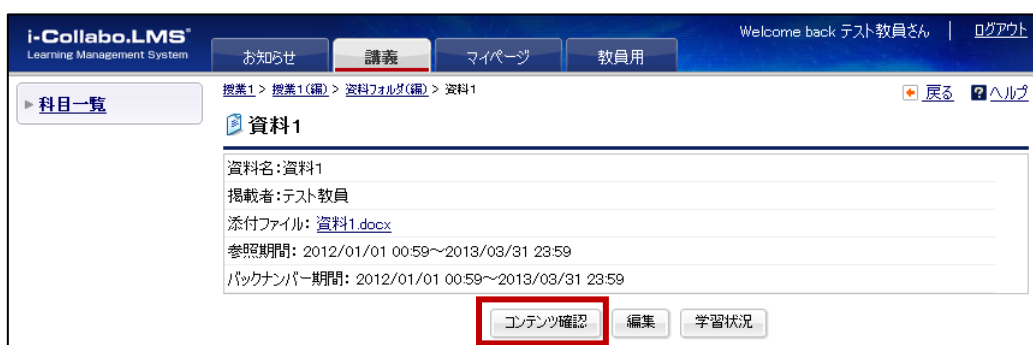 i-Collabo.LMS
Learning Management System
Welcome back テスト教員さん | ログアウト
お知らせ 講義 マイページ 教員用
科目一覧
授業1 > 授業1(編) > 資料フォルダ(編) > 資料1
戻る ヘルプ
資料1
資料名:資料1
掲載者:テスト教員
添付ファイル: 資料1.docx
参照期間: 2012/01/01 00:59～2013/03/31 23:59
バックナンバー期間: 2012/01/01 00:59～2013/03/31 23:59
コンテンツ確認 編集 学習状況